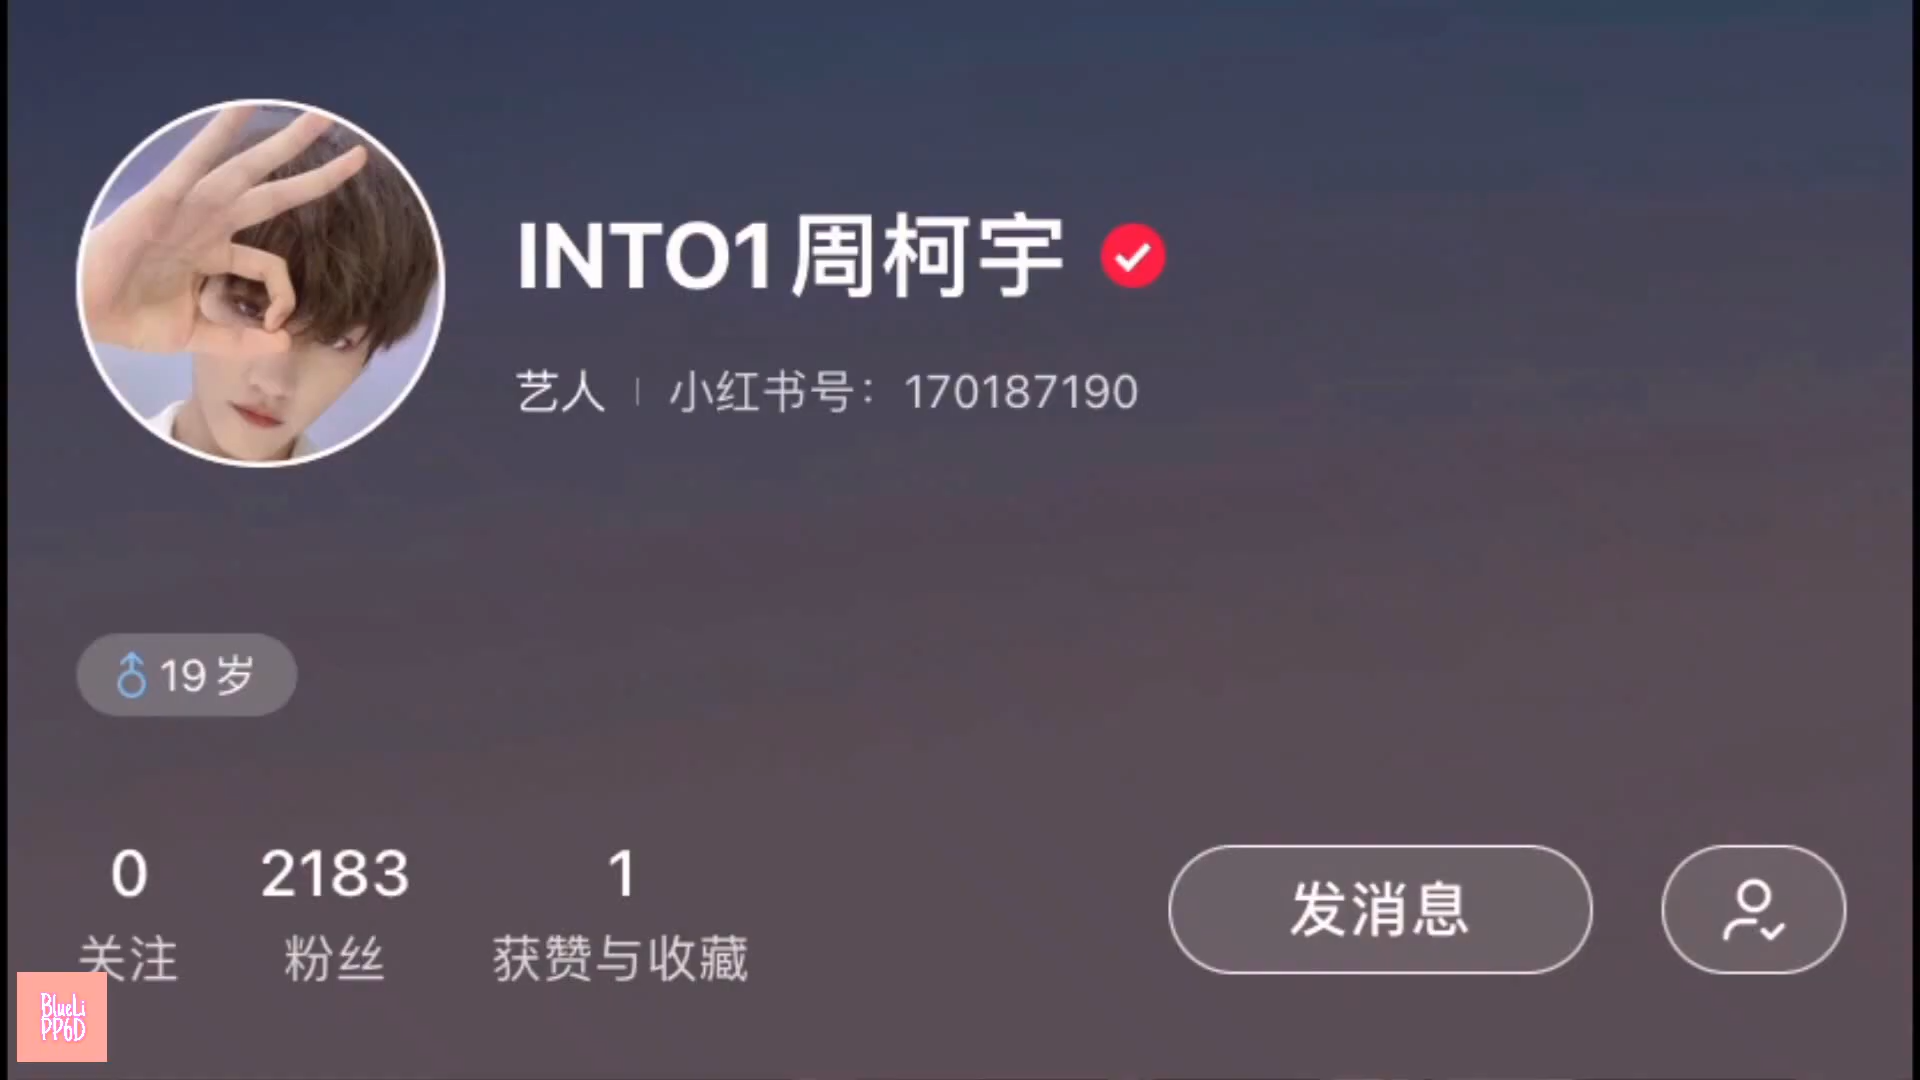 INTO1周柯宇
艺人 | 小红书号：170187190
19岁
0 2183 1
关注 粉丝 获赞与收藏
发消息
BlueLi
PP6D